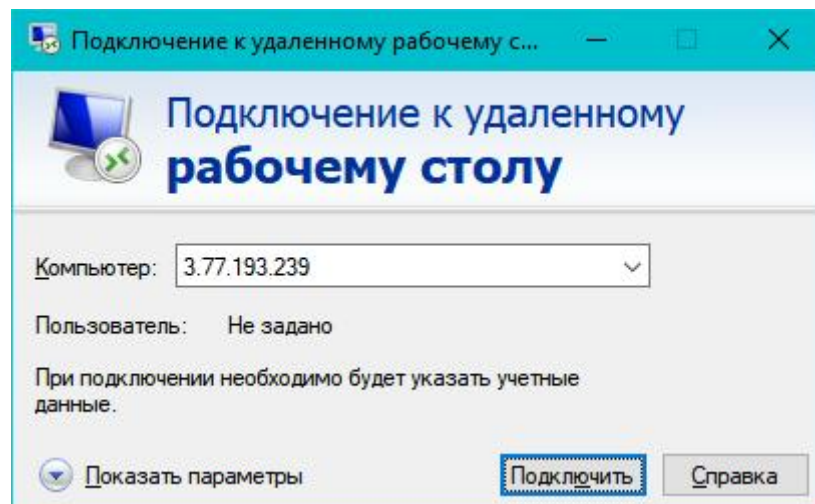 Подключение к удаленному рабочему с...
Подключение к удаленному
рабочему столу
Компьютер: 3.77.193.239
Пользователь: Не задано
При подключении необходимо будет указать учетные
данные.
Показать параметры Подключить Справка